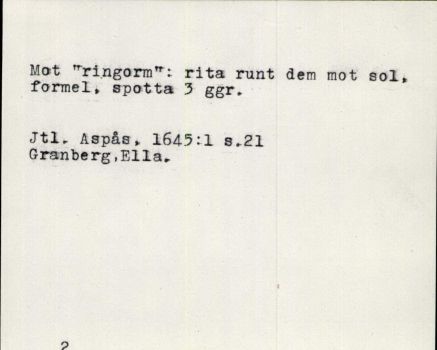 Mot "ringorm": rita runt dem mot sol,
formel, spotta 3 ggr.
Jtl. Aspås, 1645:1 s.21
Granberg,Ella.
2